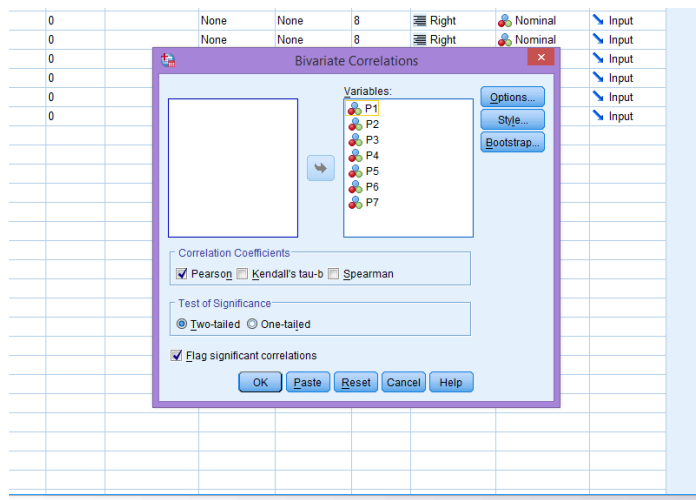 0 None None 8 Right Nominal Input
0 None None 8 Right Nominal Input
0 Input
0 Input
0 Input
0 Input
Bivariate Correlations
Variables:
P1
P2
P3
P4
P5
P6
P7
Options...
Style...
Bootstrap...
Correlation Coefficients
Pearson Kendall's tau-b Spearman
Test of Significance
Two-tailed One-tailed
Flag significant correlations
OK Paste Reset Cancel Help